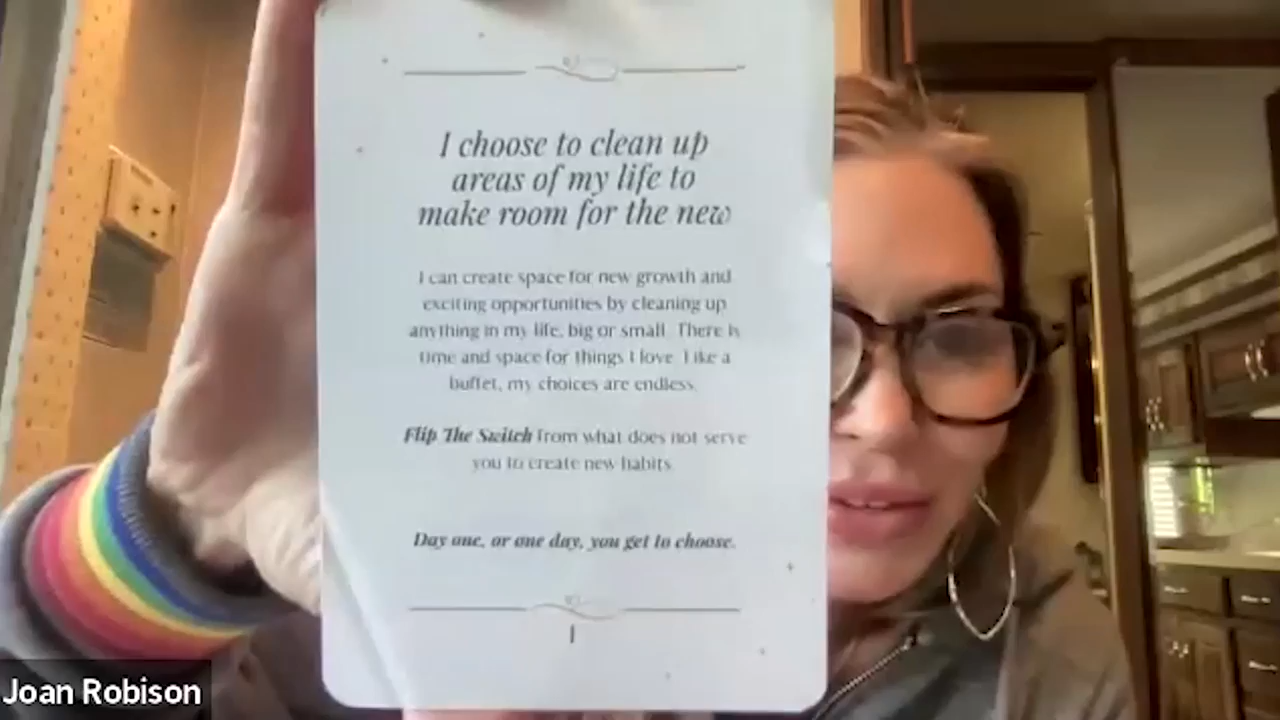 I choose to clean up
areas of my life to
make room for the new
I can create space for new growth and
exciting opportunities by cleaning up
anything in my life, big or small. There is
time and space for things I love. Like a
buffet, my choices are endless.
Flip The Switch from what does not serve
you to create new habits.
Day one, or one day, you get to choose.
1
Joan Robison